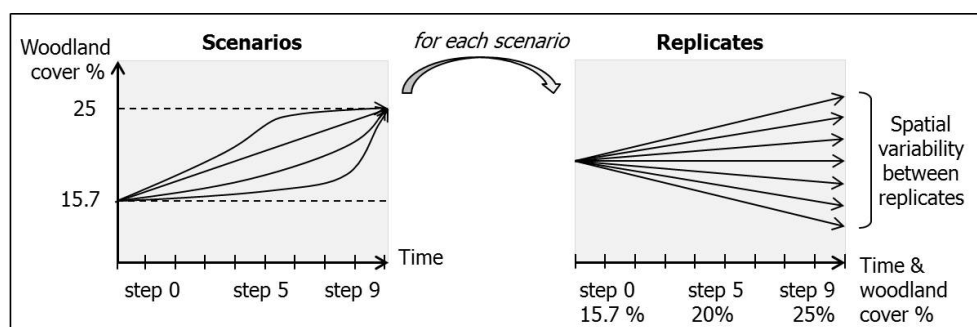 Scenarios
for each scenario
Replicates
Woodland
cover %
25
15.7
Time
step 0
step 5
step 9
Spatial
variability
between
replicates
Time &
woodland
cover %
step 0
15.7 %
step 5
20%
step 9
25%